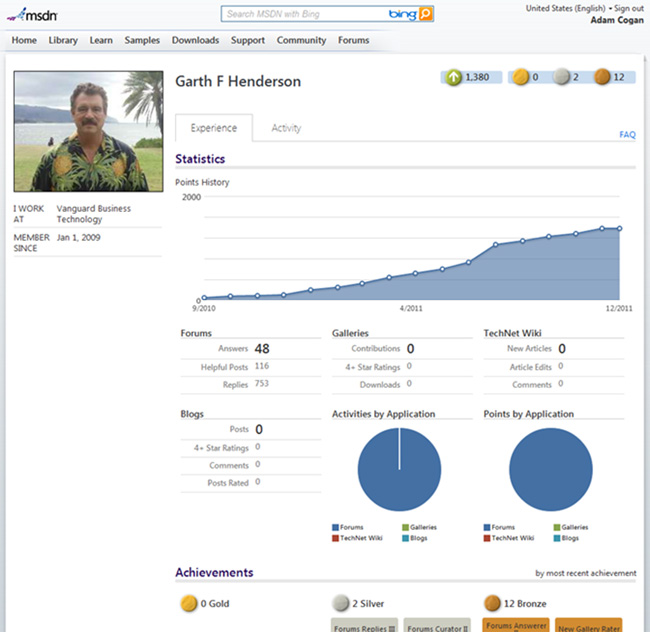 msdn
Search MSDN with Bing
bing
United States (English) • Sign out
Adam Cogan
Home Library Learn Samples Downloads Support Community Forums
Garth F Henderson
1,380 0 2 12
Experience Activity
FAQ
Statistics
Points History
2000
0
9/2010 4/2011 12/2011
I WORK AT Vanguard Business Technology
MEMBER SINCE Jan 1, 2009
Forums
Answers 48
Helpful Posts 116
Replies 753
Galleries
Contributions 0
4+ Star Ratings 0
Downloads 0
TechNet Wiki
New Articles 0
Article Edits 0
Comments 0
Blogs
Posts 0
4+ Star Ratings 0
Comments 0
Posts Rated 0
Activities by Application
Forums Galleries
TechNet Wiki Blogs
Points by Application
Forums Galleries
TechNet Wiki Blogs
Achievements
by most recent achievement
0 Gold
2 Silver
Forums Replies III Forums Curator II
12 Bronze
Forums Answerer New Gallery Rater